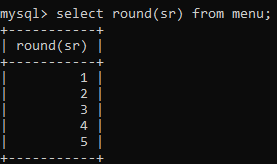 mysql> select round(sr) from menu;
+-----------+
| round(sr) |
+-----------+
|         1 |
|         2 |
|         3 |
|         4 |
|         5 |
+-----------+